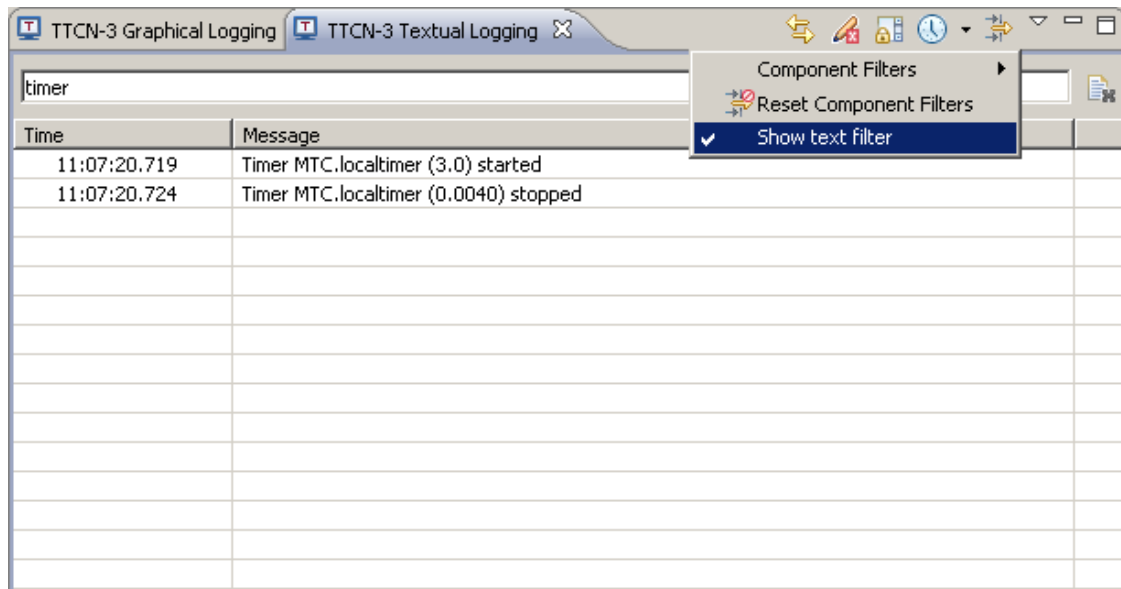 TTCN-3 Graphical Logging TTCN-3 Textual Logging
timer
Component Filters
Reset Component Filters
Show text filter
Time Message
11:07:20.719 Timer MTC.localtimer (3.0) started
11:07:20.724 Timer MTC.localtimer (0.0040) stopped